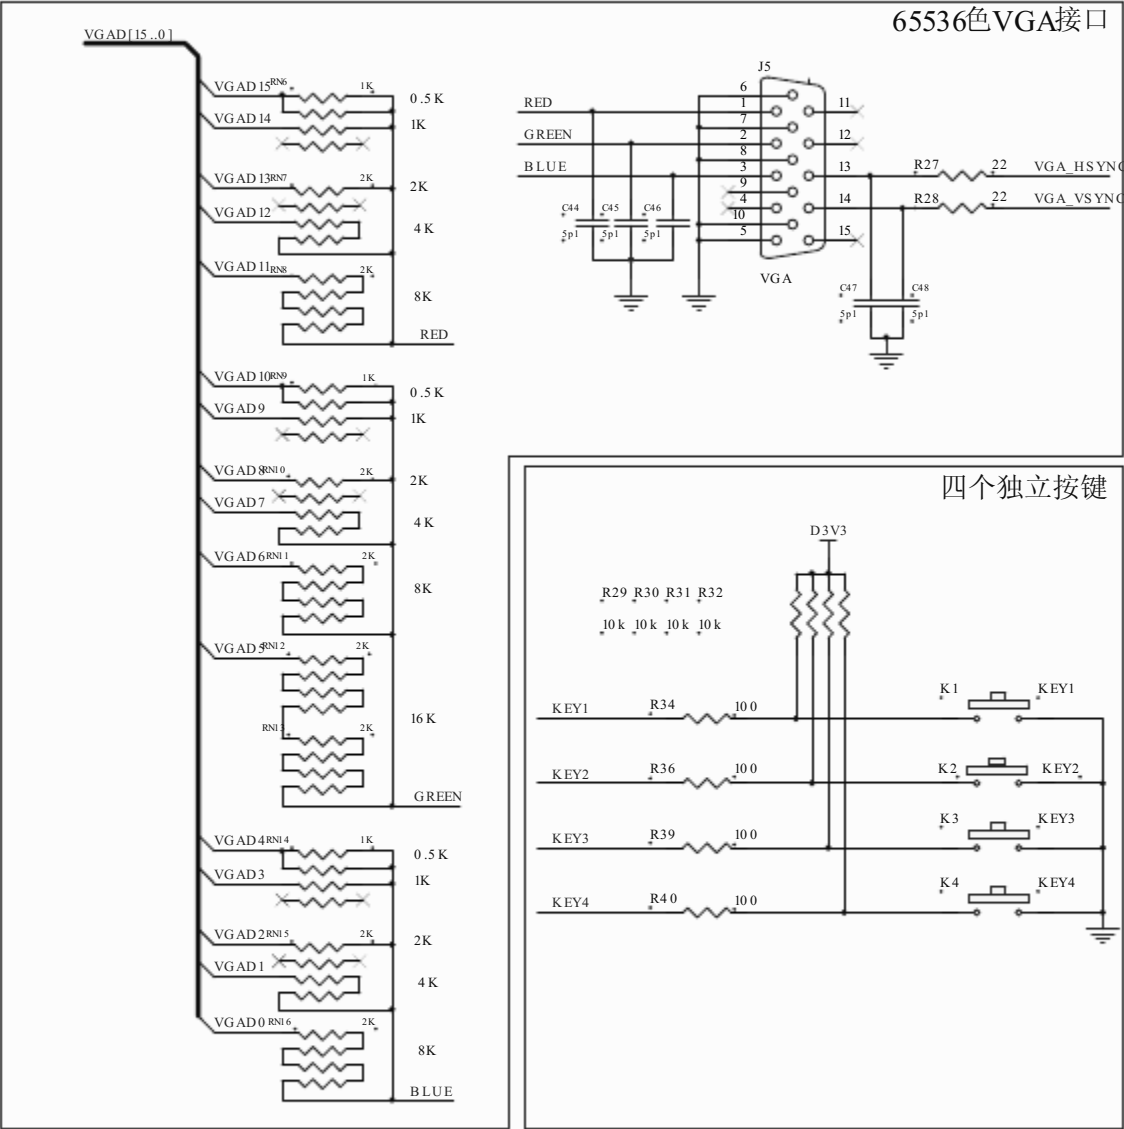 65536色VGA接口
VGAD[15..0]
VGAD15 RN6 1K
0.5K
VGAD14
1K
VGAD13 RN7 2K
2K
VGAD12
4K
VGAD11 RN8 2K
8K
RED
VGAD10 RN9 1K
0.5K
VGAD9
1K
VGAD8 RN10 2K
2K
VGAD7
4K
VGAD6 RN11 2K
8K
VGAD5 RN12 2K
16K
RN13 2K
GREEN
VGAD4 RN14 1K
0.5K
VGAD3
1K
VGAD2 RN15 2K
2K
VGAD1
4K
VGAD0 RN16 2K
8K
BLUE
J5
6
RED 1 11
7
GREEN 2 12
8
BLUE 3 13 R27 22 VGA_HSYNC
9
4 14 R28 22 VGA_VSYNC
10
5 15
C44 C45 C46
5p1 5p1 5p1
VGA
C47 C48
5p1 5p1
四个独立按键
D3V3
R29 R30 R31 R32
10k 10k 10k 10k
KEY1 R34 100 K1 KEY1
KEY2 R36 100 K2 KEY2
KEY3 R39 100 K3 KEY3
KEY4 R40 100 K4 KEY4